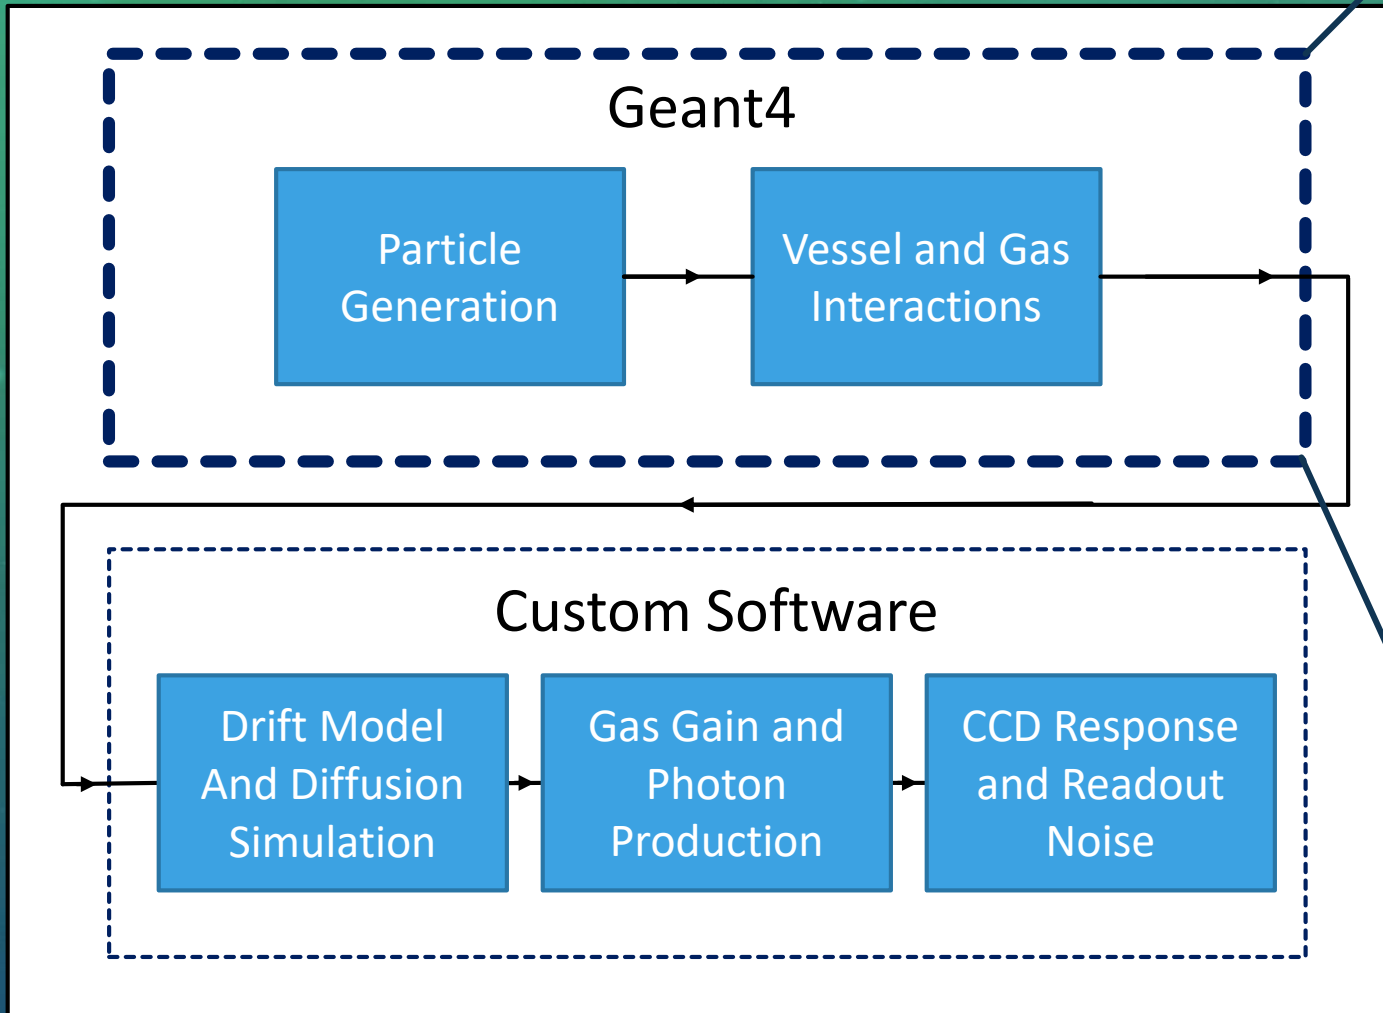 Geant4
Particle
Generation
Vessel and Gas
Interactions
Custom Software
Drift Model
And Diffusion
Simulation
Gas Gain and
Photon
Production
CCD Response
and Readout
Noise